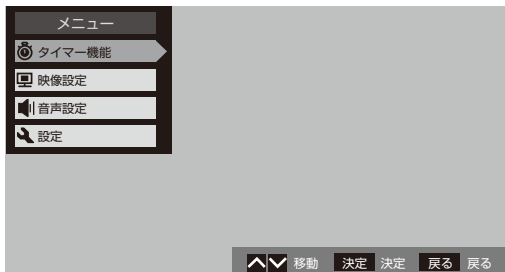 メニュー
タイマー機能
映像設定
音声設定
設定
移動 決定 決定 戻る 戻る